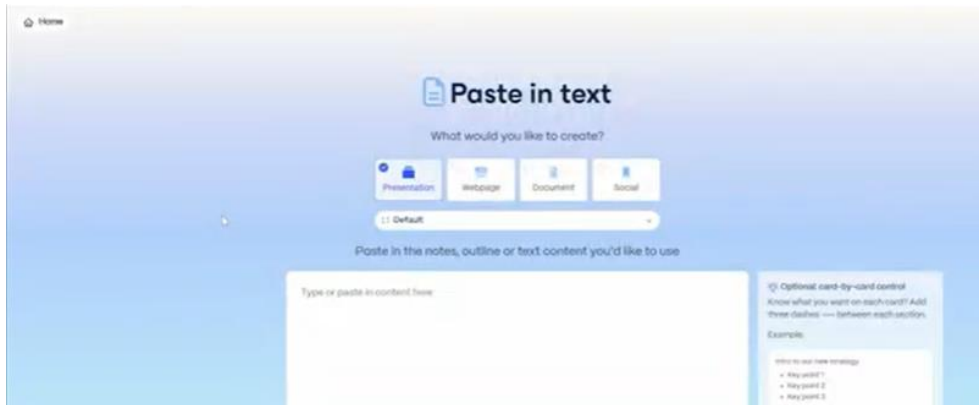 Home
Paste in text
What would you like to create?
Presentation
Webpage
Document
Social
Default
Paste in the notes, outline or text content you'd like to use
Type or paste in content here
Optional card-by-card control
Know what you want on each card? Add
three dashes --- between each section.
Example:
Intro to our new strategy
• Key point 1
• Key point 2
• Key point 3